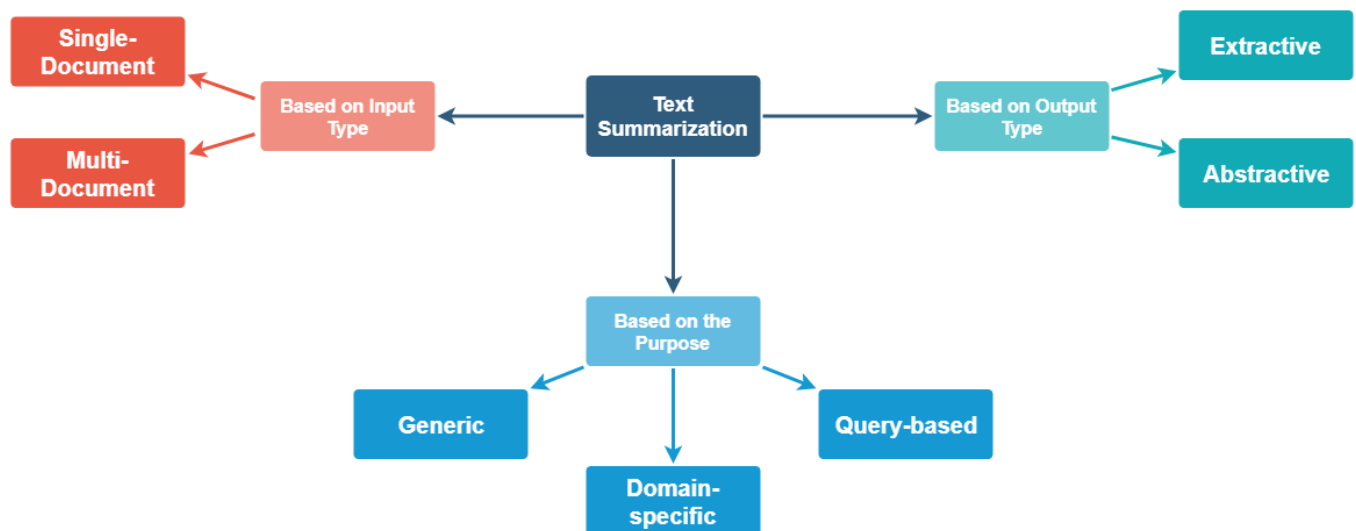 Single-
Document
Multi-
Document
Based on Input
Type
Text
Summarization
Based on Output
Type
Extractive
Abstractive
Based on the
Purpose
Generic
Domain-
specific
Query-based